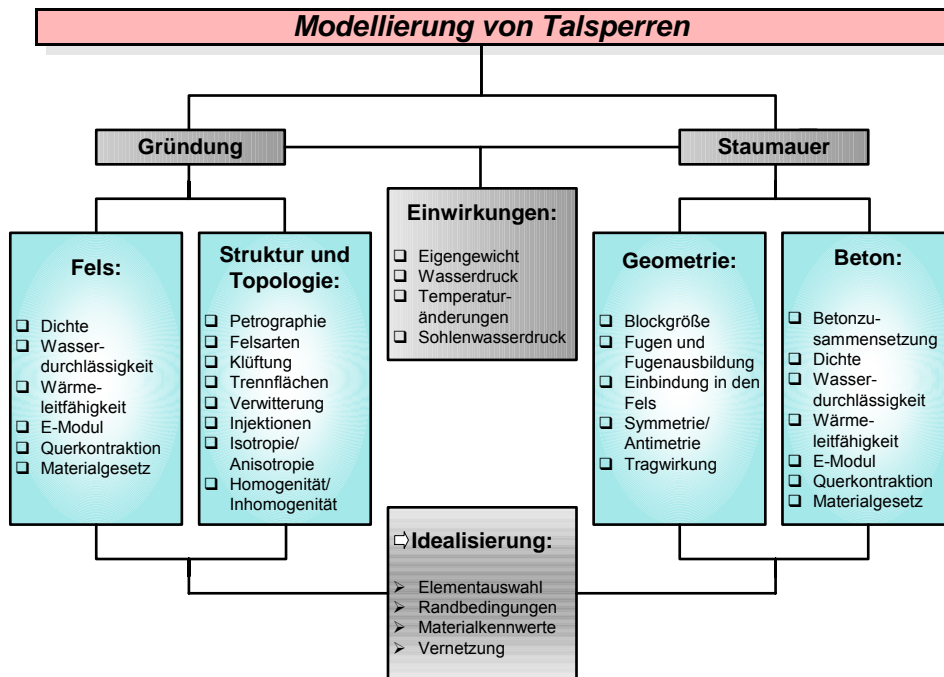 Modellierung von Talsperren
Gründung
Staumauer
Einwirkungen:
Eigengewicht
Wasserdruck
Temperatur-
änderungen
Sohlenwasserdruck
Fels:
Dichte
Wasser-
durchlässigkeit
Wärme-
leitfähigkeit
E-Modul
Querkontraktion
Materialgesetz
Struktur und
Topologie:
Petrographie
Felsarten
Klüftung
Trennflächen
Verwitterung
Injektionen
Isotropie/
Anisotropie
Homogenität/
Inhomogenität
Geometrie:
Blockgröße
Fugen und
Fugenausbildung
Einbindung in den
Fels
Symmetrie/
Antimetrie
Tragwirkung
Beton:
Betonzu-
sammensetzung
Dichte
Wasser-
durchlässigkeit
Wärme-
leitfähigkeit
E-Modul
Querkontraktion
Materialgesetz
Idealisierung:
Elementauswahl
Randbedingungen
Materialkennwerte
Vernetzung